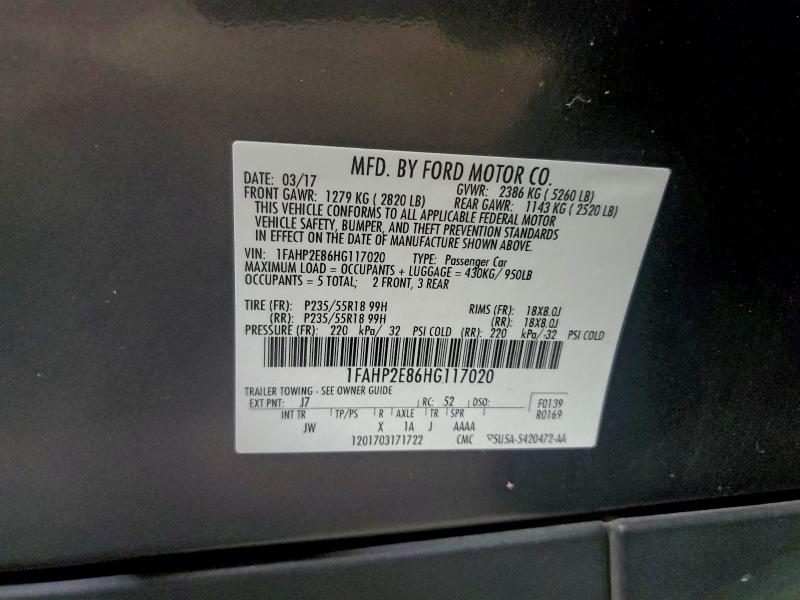 MFD. BY FORD MOTOR CO.
DATE: 03/17 GVWR: 2386 KG ( 5260 LB)
FRONT GAWR: 1279 KG ( 2820 LB) REAR GAWR: 1143 KG ( 2520 LB)
THIS VEHICLE CONFORMS TO ALL APPLICABLE FEDERAL MOTOR
VEHICLE SAFETY, BUMPER, AND THEFT PREVENTION STANDARDS
IN EFFECT ON THE DATE OF MANUFACTURE SHOWN ABOVE.
VIN: 1FAHP2E86HG117020 TYPE: Passenger Car
MAXIMUM LOAD = OCCUPANTS + LUGGAGE = 430KG/ 950LB
OCCUPANTS = 5 TOTAL; 2 FRONT, 3 REAR
TIRE (FR): P235/55R18 99H RIMS (FR): 18X8.0J
(RR): P235/55R18 99H (RR): 18X8.0J
PRESSURE (FR): 220 kPa/ 32 PSI COLD (RR): 220 kPa/ 32 PSI COLD
1FAHP2E86HG117020
TRAILER TOWING - SEE OWNER GUIDE
EXT PNT: J7 RC: 52 DSO: F0139
INT TR TP/PS R AXLE TR SPR R0169
JW X 1A J AAAA
1201703171722 CMC 5U5A-5420472-AA